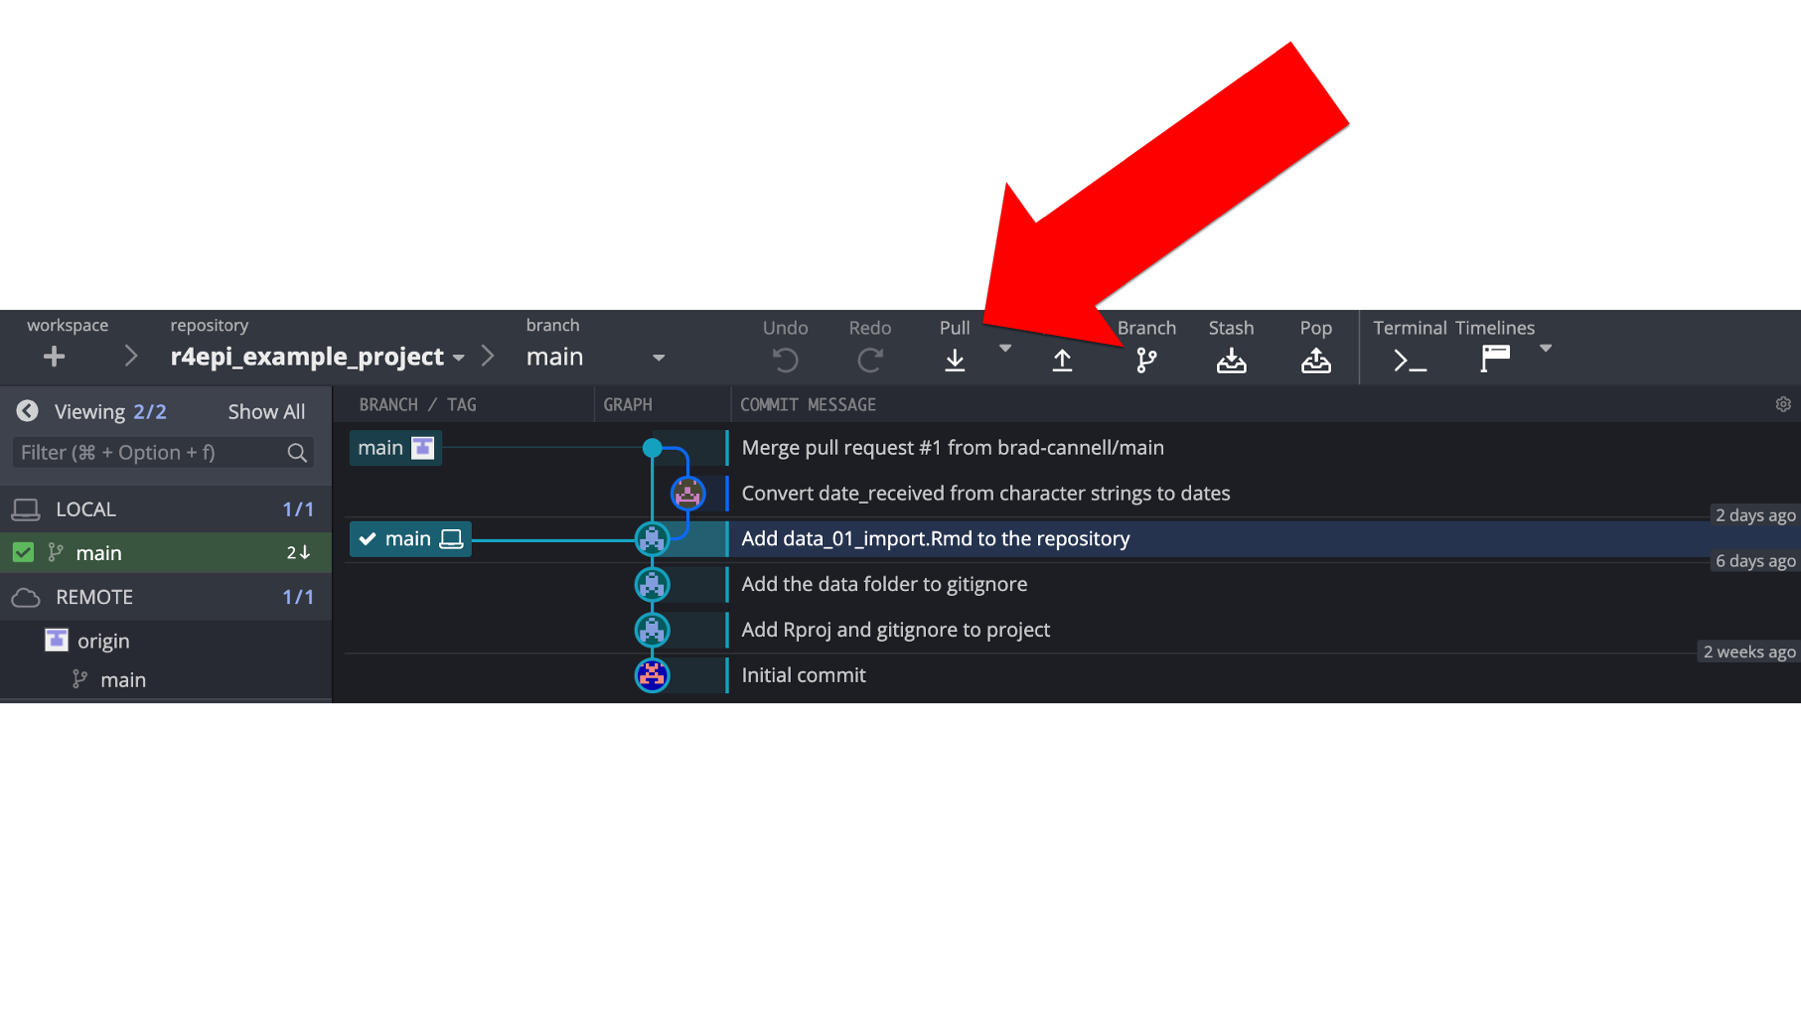 workspace
repository
branch
Undo
Redo
Pull
Branch
Stash
Pop
Terminal
Timelines
r4epi_example_project
main
Viewing 2/2
Show All
BRANCH / TAG
GRAPH
COMMIT MESSAGE
Filter (⌘ + Option + f)
main
Merge pull request #1 from brad-cannell/main
Convert date_received from character strings to dates
LOCAL
1/1
2 days ago
main
2↓
main
Add data_01_import.Rmd to the repository
6 days ago
REMOTE
1/1
Add the data folder to gitignore
origin
Add Rproj and gitignore to project
2 weeks ago
main
Initial commit